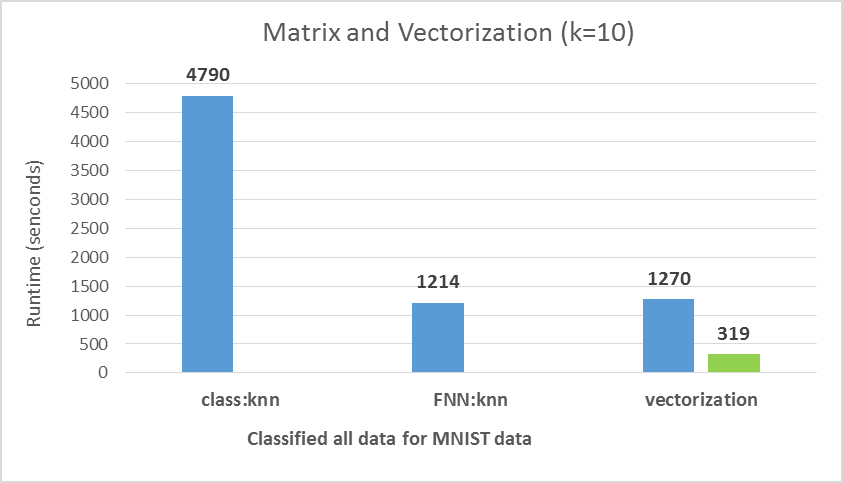 Matrix and Vectorization (k=10)
Runtime (senconds)
5000
4500
4000
3500
3000
2500
2000
1500
1000
500
0
4790
1214
1270
319
class:knn
FNN:knn
vectorization
Classified all data for MNIST data